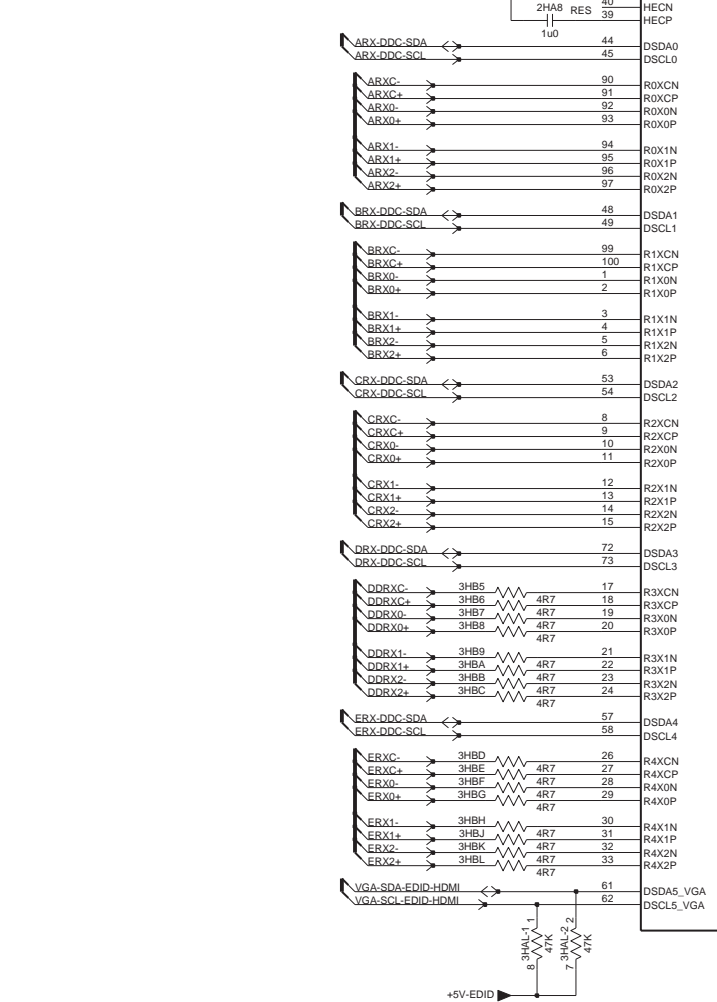 2HA8 RES 40 HECN
39 HECP
1u0
ARX-DDC-SDA 44 DSDA0
ARX-DDC-SCL 45 DSCL0
ARXC- 90 R0XCN
ARXC+ 91 R0XCP
ARX0- 92 R0X0N
ARX0+ 93 R0X0P
ARX1- 94 R0X1N
ARX1+ 95 R0X1P
ARX2- 96 R0X2N
ARX2+ 97 R0X2P
BRX-DDC-SDA 48 DSDA1
BRX-DDC-SCL 49 DSCL1
BRXC- 99 R1XCN
BRXC+ 100 R1XCP
BRX0- 1 R1X0N
BRX0+ 2 R1X0P
BRX1- 3 R1X1N
BRX1+ 4 R1X1P
BRX2- 5 R1X2N
BRX2+ 6 R1X2P
CRX-DDC-SDA 53 DSDA2
CRX-DDC-SCL 54 DSCL2
CRXC- 8 R2XCN
CRXC+ 9 R2XCP
CRX0- 10 R2X0N
CRX0+ 11 R2X0P
CRX1- 12 R2X1N
CRX1+ 13 R2X1P
CRX2- 14 R2X2N
CRX2+ 15 R2X2P
DRX-DDC-SDA 72 DSDA3
DRX-DDC-SCL 73 DSCL3
DDRXC- 3HB5 17 R3XCN
DDRXC+ 3HB6 4R7 18 R3XCP
DDRX0- 3HB7 4R7 19 R3X0N
DDRX0+ 3HB8 4R7 20 R3X0P
4R7
DDRX1- 3HB9 21 R3X1N
DDRX1+ 3HBA 4R7 22 R3X1P
DDRX2- 3HBB 4R7 23 R3X2N
DDRX2+ 3HBC 4R7 24 R3X2P
4R7
ERX-DDC-SDA 57 DSDA4
ERX-DDC-SCL 58 DSCL4
ERXC- 3HBD 26 R4XCN
ERXC+ 3HBE 4R7 27 R4XCP
ERX0- 3HBF 4R7 28 R4X0N
ERX0+ 3HBG 4R7 29 R4X0P
4R7
ERX1- 3HBH 30 R4X1N
ERX1+ 3HBJ 4R7 31 R4X1P
ERX2- 3HBK 4R7 32 R4X2N
ERX2+ 3HBL 4R7 33 R4X2P
4R7
VGA-SDA-EDID-HDMI 61 DSDA5_VGA
VGA-SCL-EDID-HDMI 62 DSCL5_VGA
8 3HAL-1 1
47K
7 3HAL-2 2
47K
+5V-EDID